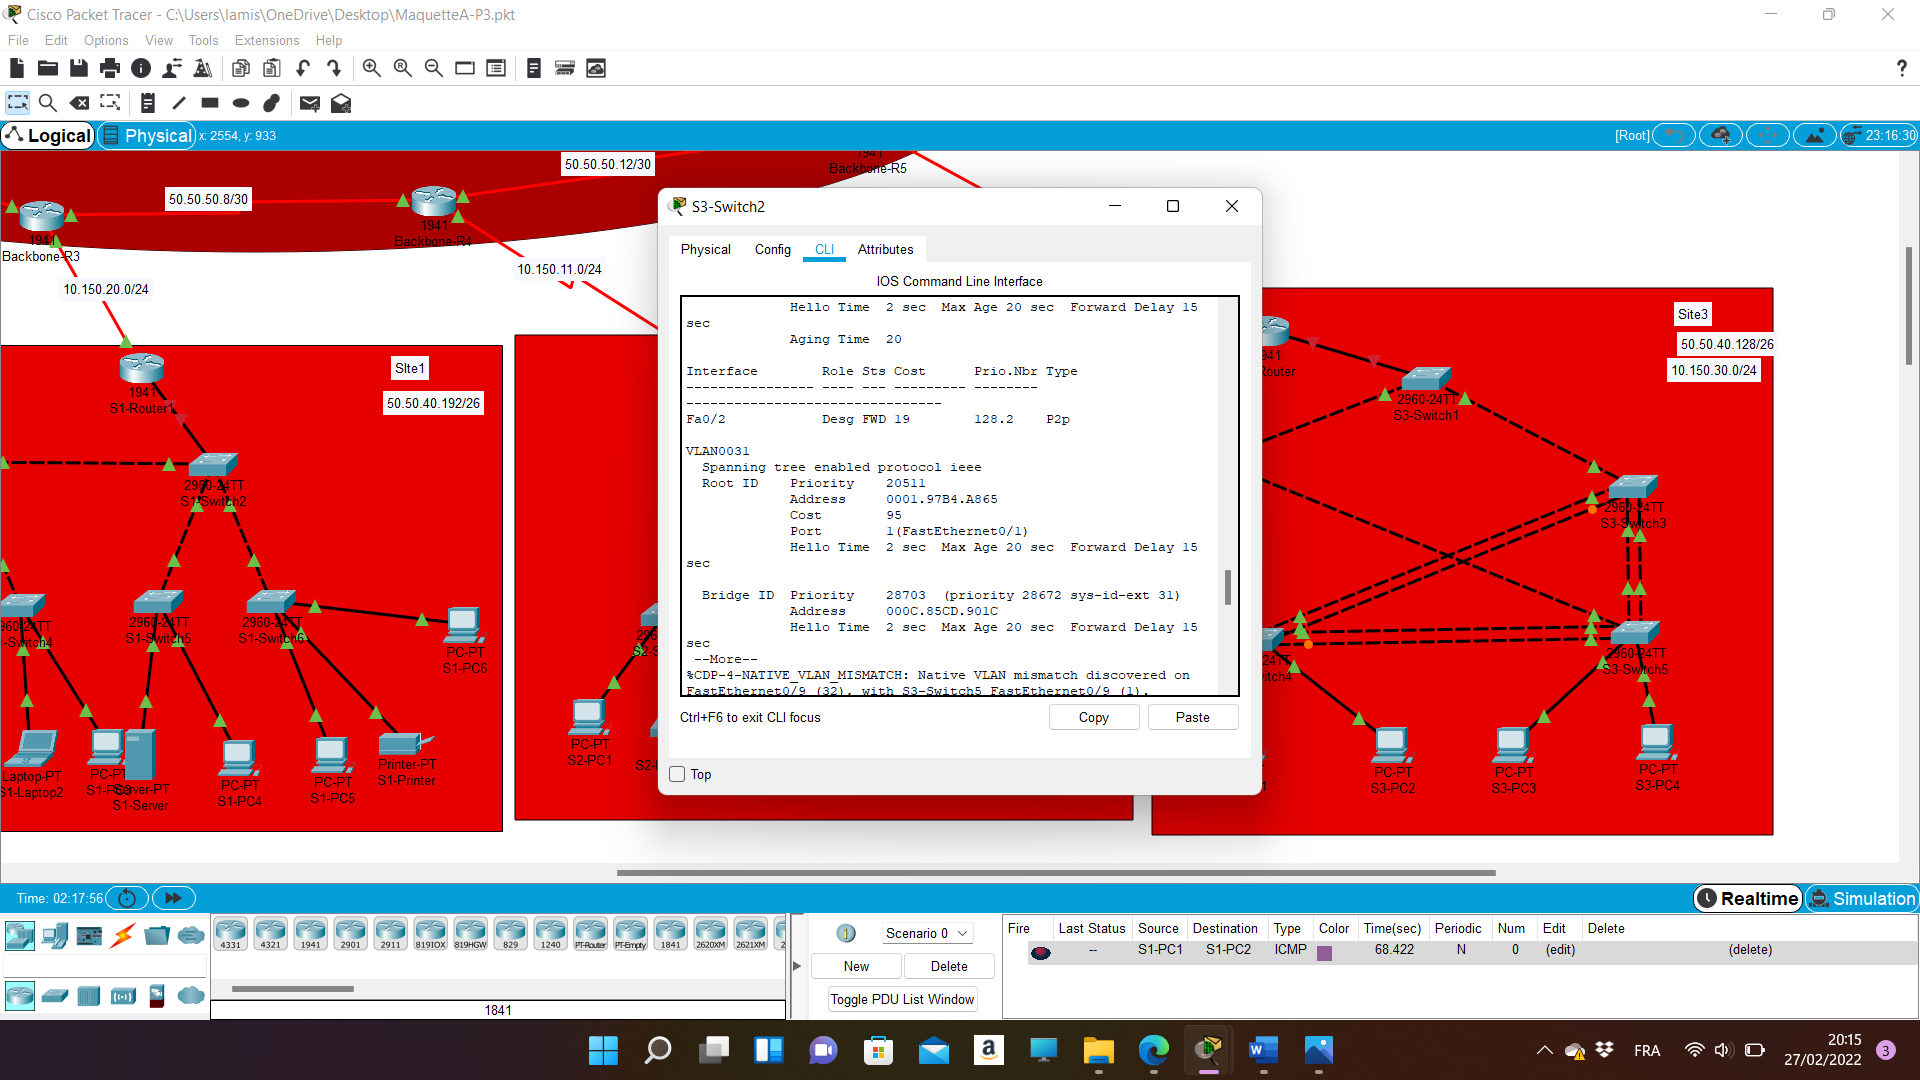 Cisco Packet Tracer - C:\Users\lamis\OneDrive\Desktop\MaquetteA-P3.pkt
File Edit Options View Tools Extensions Help
?
Logical Physical x: 2554, y: 933
[Root] 23:16:30
50.50.50.12/30
1941
Backbone-R5
50.50.50.8/30
1941
Backbone-R3
1941
Backbone-R4
10.150.20.0/24
10.150.11.0/24
SIte1
50.50.40.192/26
1941
S1-Router1
2960-24TT
S1-Switch2
2960-24TT
S1-Switch5
2960-24TT
S1-Switch6
960-24TT
-Switch4
PC-PT
S1-PC6
Laptop-PT
S1-Laptop2
Server-PT
S1-Server
PC-PT
S1-PC4
PC-PT
S1-PC5
Printer-PT
S1-Printer
PC-PT
S2-PC1
S3-Switch2
Physical Config CLI Attributes
IOS Command Line Interface
Hello Time 2 sec Max Age 20 sec Forward Delay 15
sec
Aging Time 20
Interface Role Sts Cost Prio.Nbr Type
---------------- ---- --- --------- --------
--------------------------------
Fa0/2 Desg FWD 19 128.2 P2p
VLAN0031
Spanning tree enabled protocol ieee
Root ID Priority 20511
Address 0001.97B4.A865
Cost 95
Port 1(FastEthernet0/1)
Hello Time 2 sec Max Age 20 sec Forward Delay 15
sec
Bridge ID Priority 28703 (priority 28672 sys-id-ext 31)
Address 000C.85CD.901C
Hello Time 2 sec Max Age 20 sec Forward Delay 15
sec
--More--
%CDP-4-NATIVE_VLAN_MISMATCH: Native VLAN mismatch discovered on
FastEthernet0/9 (32), with S3-Switch5 FastEthernet0/9 (1).
Ctrl+F6 to exit CLI focus
Copy Paste
Top
Site3
50.50.40.128/26
10.150.30.0/24
941
Router
2960-24TT
S3-Switch1
2960-24TT
S3-Switch3
24TT
witch4
2960-24TT
S3-Switch5
PC-PT
S3-PC2
PC-PT
S3-PC3
PC-PT
S3-PC4
Time: 02:17:56
Realtime Simulation
4331 4321 1941 2901 2911 819IOX 819HGW 829 1240 PT-Router PT-Empty 1841 2620XM 2621XM
1841
Scenario 0
New Delete
Toggle PDU List Window
Fire Last Status Source Destination Type Color Time(sec) Periodic Num Edit Delete
-- S1-PC1 S1-PC2 ICMP 68.422 N 0 (edit) (delete)
FRA
20:15
27/02/2022
3